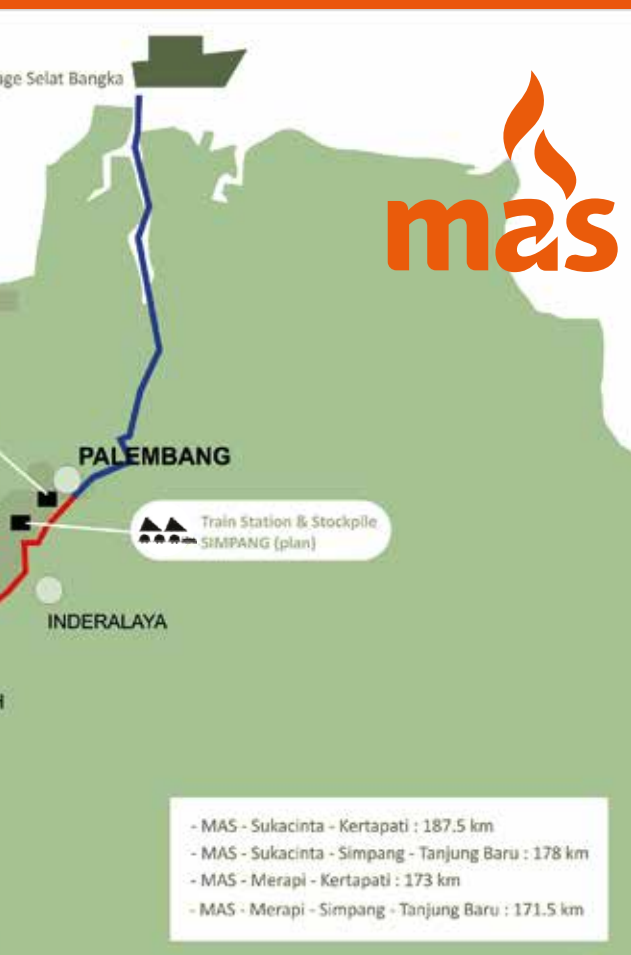 Selat Bangka
mas
PALEMBANG
Train Station & Stockpile
SIMPANG (plan)
INDERALAYA
- MAS - Sukacinta - Kertapati : 187.5 km
- MAS - Sukacinta - Simpang - Tanjung Baru : 178 km
- MAS - Merapi - Kertapati : 173 km
- MAS - Merapi - Simpang - Tanjung Baru : 171.5 km